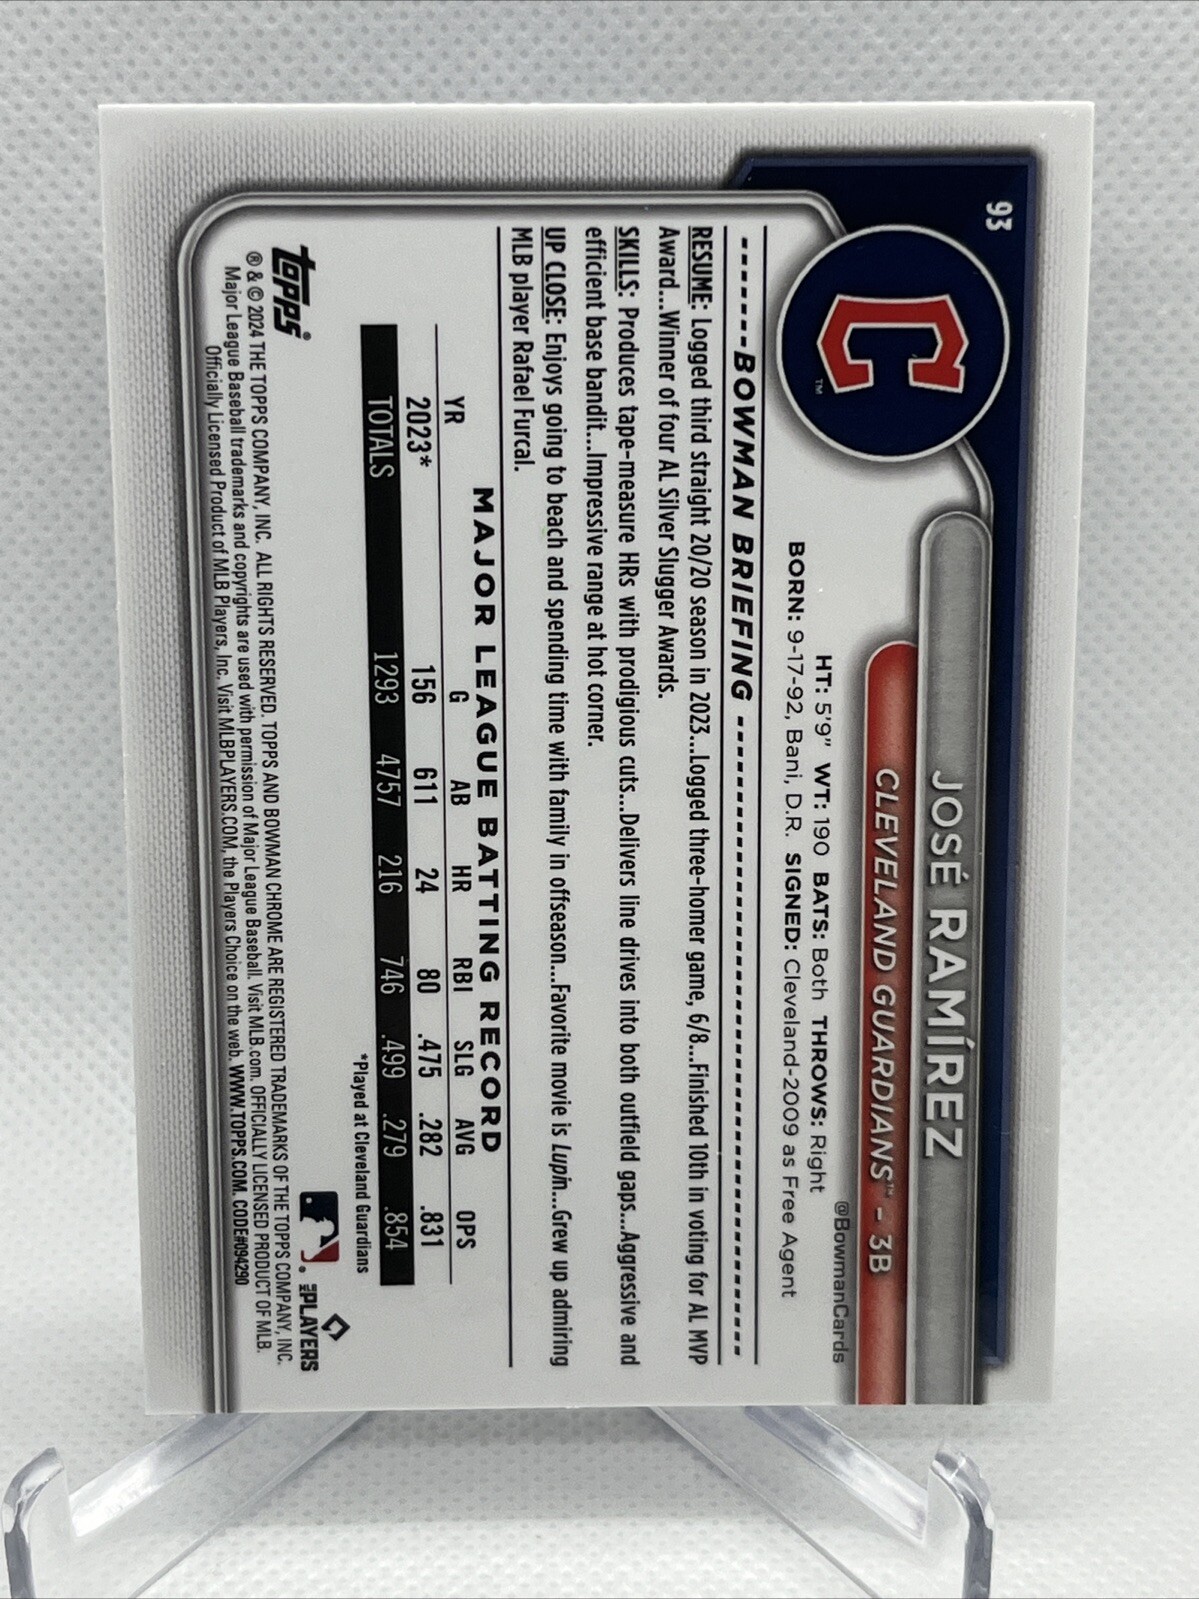 93
C™
JOSÉ RAMÍREZ
CLEVELAND GUARDIANS™ - 3B
@BowmanCards
HT: 5'9" WT: 190 BATS: Both THROWS: Right
BORN: 9-17-92, Bani, D.R. SIGNED: Cleveland-2009 as Free Agent
------BOWMAN BRIEFING ------
RESUME: Logged third straight 20/20 season in 2023...Logged three-homer game, 6/8...Finished 10th in voting for AL MVP
Award...Winner of four AL Silver Slugger Awards.
SKILLS: Produces tape-measure HRs with prodigious cuts...Delivers line drives into both outfield gaps...Aggressive and
efficient base bandit...Impressive range at hot corner.
UP CLOSE: Enjoys going to beach and spending time with family in offseason...Favorite movie is Lupin...Grew up admiring
MLB player Rafael Furcal.
MAJOR LEAGUE BATTING RECORD
YR G AB HR RBI SLG AVG OPS
2023* 156 611 24 80 .475 .282 .831
TOTALS 1293 4757 216 746 .499 .279 .854
*Played at Cleveland Guardians
topps®
MLB PLAYERS
® & © 2024 THE TOPPS COMPANY, INC. ALL RIGHTS RESERVED. TOPPS AND BOWMAN CHROME ARE REGISTERED TRADEMARKS OF THE TOPPS COMPANY, INC.
Major League Baseball trademarks and copyrights are used with permission of Major League Baseball. Visit MLB.com. OFFICIALLY LICENSED PRODUCT OF MLB.
Officially Licensed Product of MLB Players, Inc. Visit MLBPLAYERS.COM, the Players Choice on the web. WWW.TOPPS.COM. CODE#094290